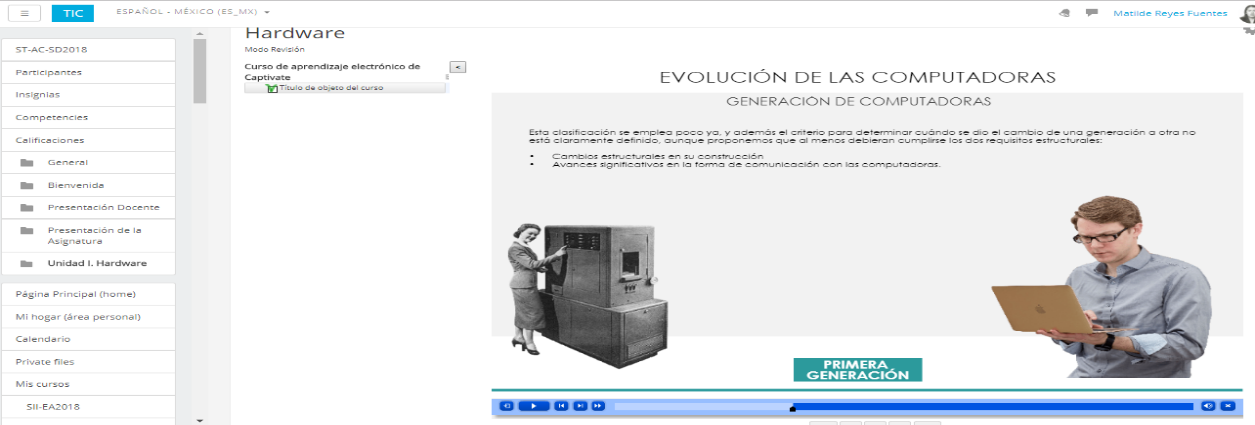 TIC
ESPAÑOL - MÉXICO (ES_MX)
Matilde Reyes Fuentes
ST-AC-SD2018
Participantes
Insignias
Competencies
Calificaciones
General
Bienvenida
Presentación Docente
Presentación de la
Asignatura
Unidad I. Hardware
Página Principal (home)
Mi hogar (área personal)
Calendario
Private files
Mis cursos
SII-EA2018
Hardware
Modo Revisión
Curso de aprendizaje electrónico de
Captivate
<
Título de objeto del curso
EVOLUCIÓN DE LAS COMPUTADORAS
GENERACIÓN DE COMPUTADORAS
Esta clasificación se emplea poco ya, y además el criterio para determinar cuándo se dio el cambio de una generación a otra no
está claramente definido, aunque proponemos que al menos debieran cumplirse los dos requisitos estructurales:
• Cambios estructurales en su construcción
• Avances significativos en la forma de comunicación con las computadoras.
PRIMERA
GENERACIÓN